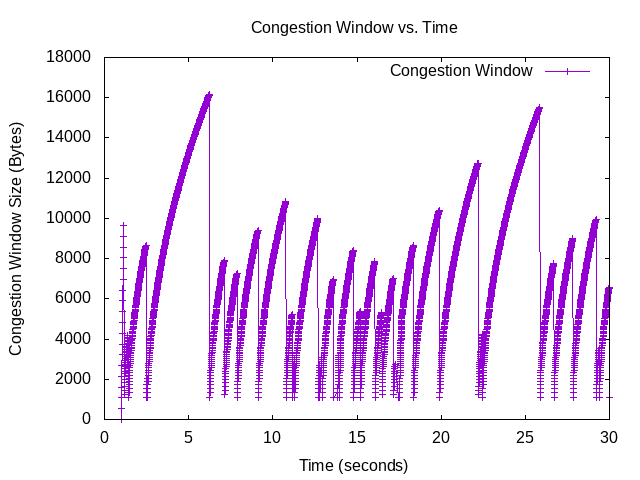 Congestion Window vs. Time
Congestion Window
18000
16000
14000
12000
10000
8000
6000
4000
2000
0
Congestion Window Size (Bytes)
0 5 10 15 20 25 30
Time (seconds)